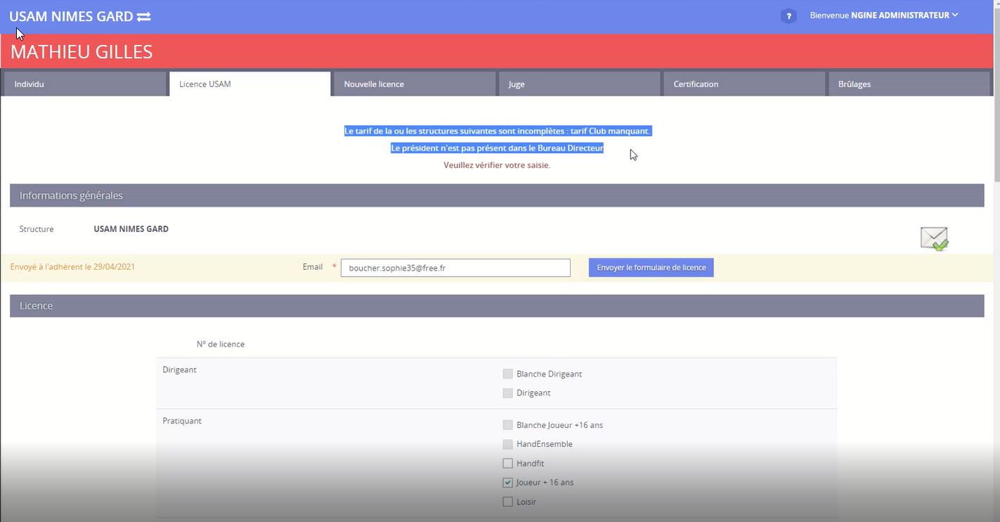 USAM NIMES GARD
? Bienvenue NGINE ADMINISTRATEUR
MATHIEU GILLES
Individu Licence USAM Nouvelle licence Juge Certification Brûlages
Le tarif de la ou les structures suivantes sont incomplètes : tarif Club manquant.
Le président n'est pas présent dans le Bureau Directeur
Veuillez vérifier votre saisie.
Informations générales
Structure USAM NIMES GARD
Envoyé à l'adhérent le 29/04/2021 Email * boucher.sophie35@free.fr Envoyer le formulaire de licence
Licence
N° de licence
Dirigeant Blanche Dirigeant
Dirigeant
Pratiquant Blanche Joueur +16 ans
HandEnsemble
Handfit
Joueur + 16 ans
Loisir